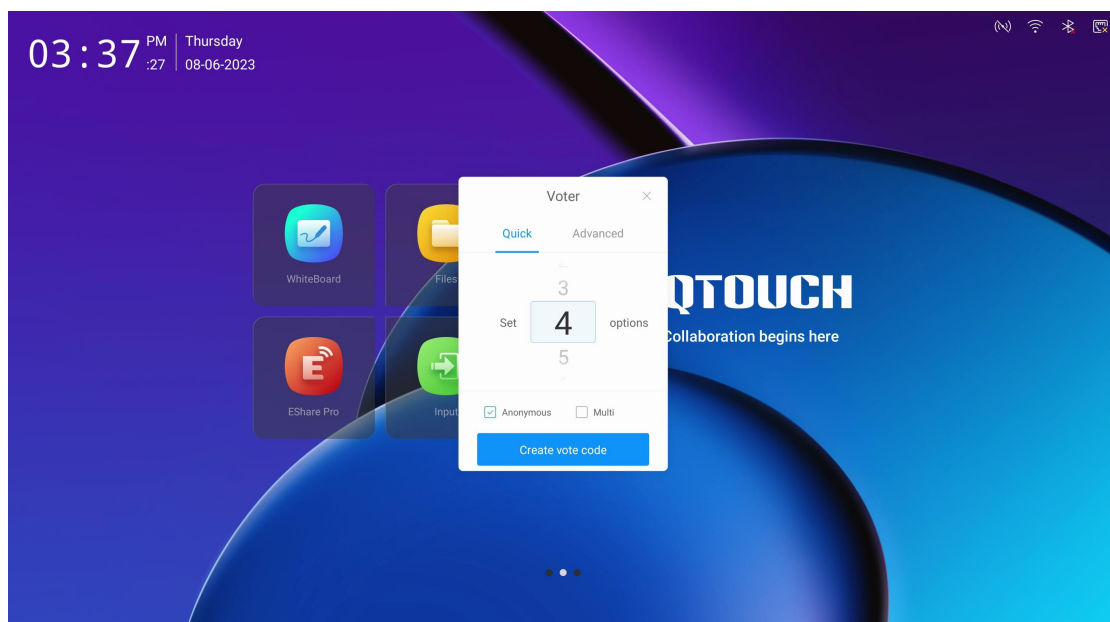 03:37 PM :27
Thursday
08-06-2023
WhiteBoard
Files
EShare Pro
E
Input
Voter
Quick
Advanced
3
Set 4 options
5
Anonymous
Multi
Create vote code
QTOUCH
Collaboration begins here